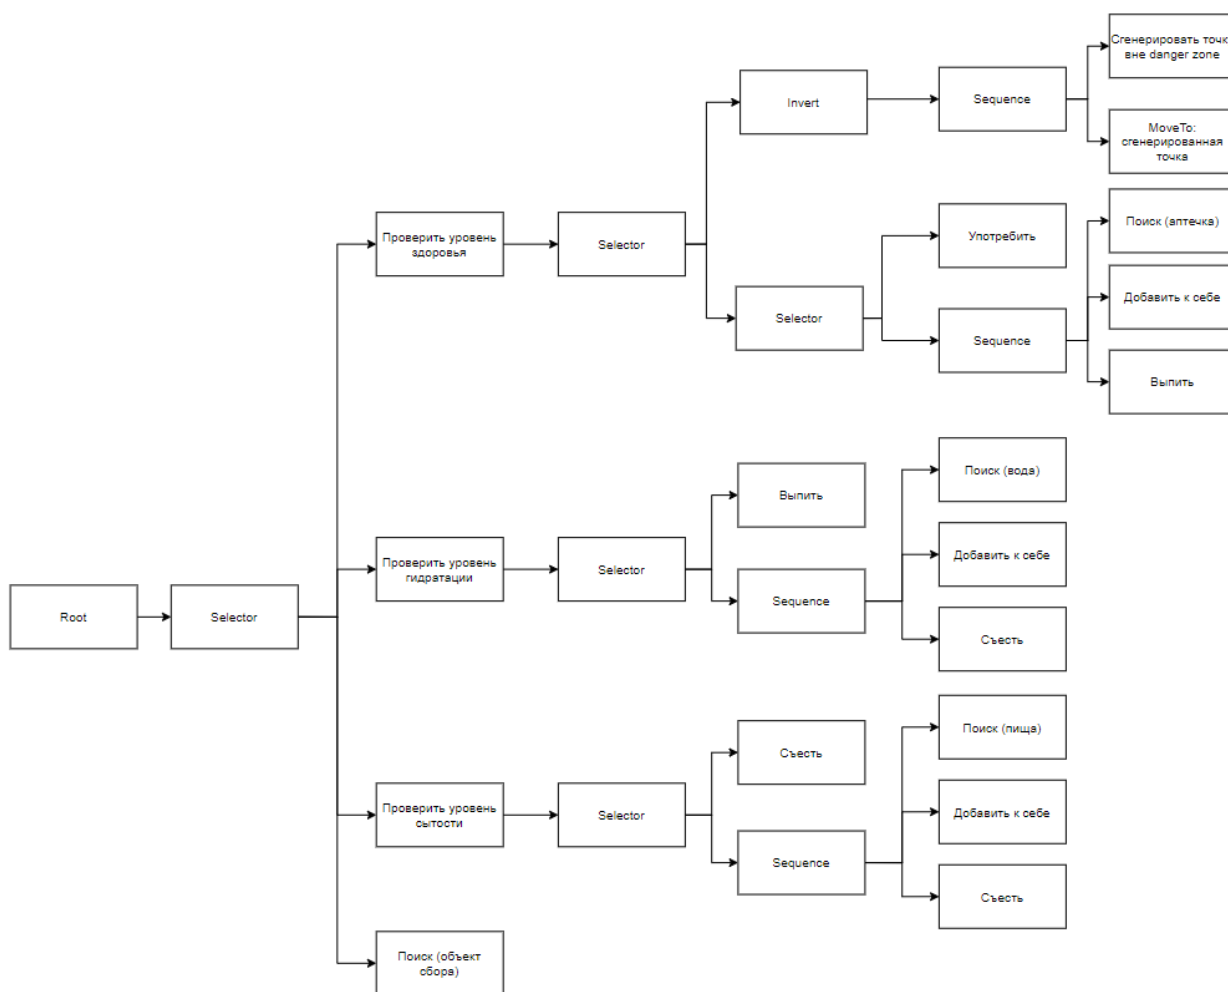 Сгенерировать точк
вне danger zone
Invert
Sequence
MoveTo:
сгенерированная
точка
Проверить уровень
здоровья
Selector
Употребить
Поиск (аптечка)
Selector
Sequence
Добавить к себе
Выпить
Поиск (вода)
Выпить
Проверить уровень
гидратации
Selector
Добавить к себе
Sequence
Root
Selector
Съесть
Поиск (пища)
Съесть
Проверить уровень
сытости
Selector
Добавить к себе
Sequence
Съесть
Поиск (объект
сбора)